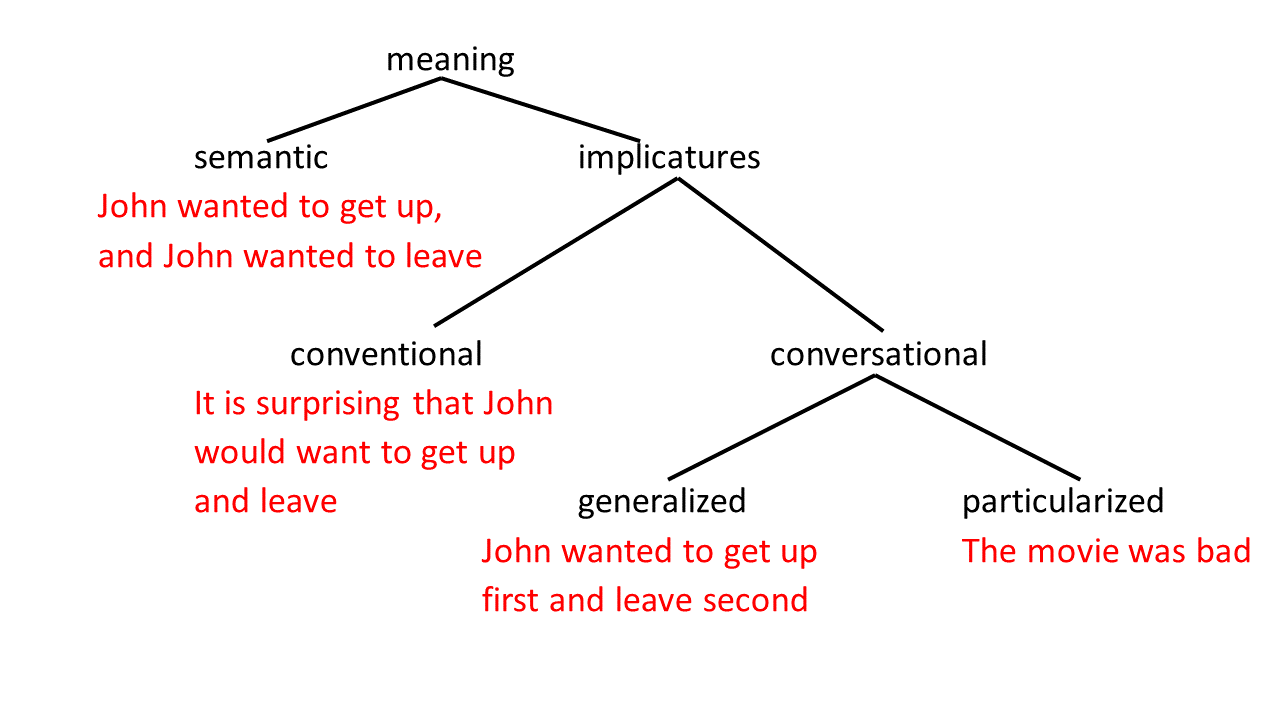 meaning
semantic
implicatures
John wanted to get up,
and John wanted to leave
conventional
conversational
It is surprising that John
would want to get up
and leave
generalized
particularized
John wanted to get up
first and leave second
The movie was bad